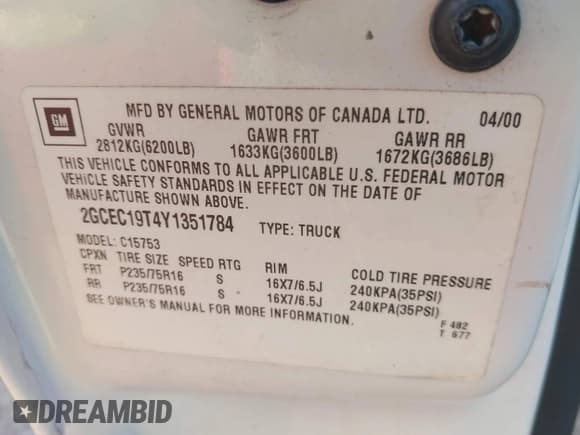 GM
MFD BY GENERAL MOTORS OF CANADA LTD. 04/00
GVWR GAWR FRT GAWR RR
2812KG(6200LB) 1633KG(3600LB) 1672KG(3686LB)
THIS VEHICLE CONFORMS TO ALL APPLICABLE U.S. FEDERAL MOTOR
VEHICLE SAFETY STANDARDS IN EFFECT ON THE DATE OF
MANUFACTURE SHOWN ABOVE.
2GCEC19T4Y1351784 TYPE: TRUCK
MODEL: C15753
CPXN TIRE SIZE SPEED RTG RIM COLD TIRE PRESSURE
FRT P235/75R16 S 16X7/6.5J 240KPA(35PSI)
RR P235/75R16 S 16X7/6.5J 240KPA(35PSI)
SEE OWNER'S MANUAL FOR MORE INFORMATION.
F 482
T 677
DREAMBID